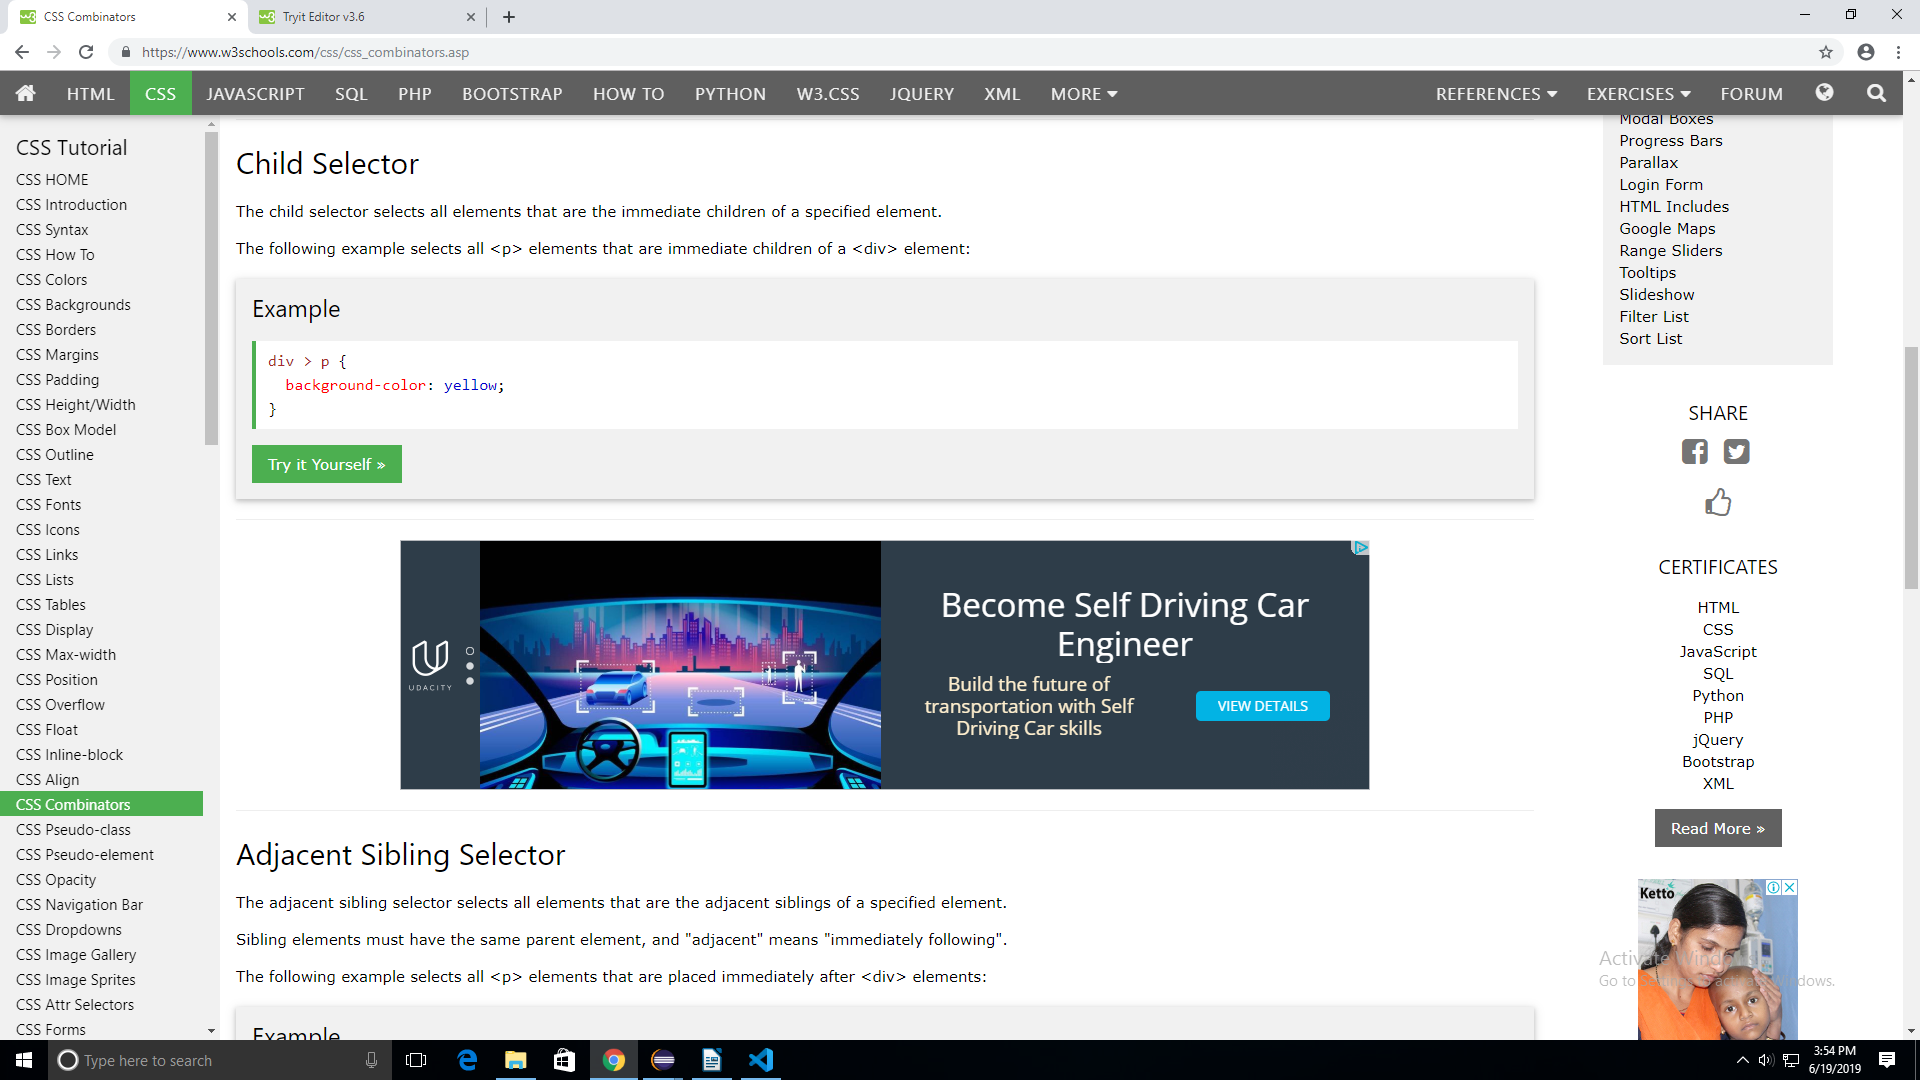 CSS Combinators
Tryit Editor v3.6
https://www.w3schools.com/css/css_combinators.asp
HTML
CSS
JAVASCRIPT
SQL
PHP
BOOTSTRAP
HOW TO
PYTHON
W3.CSS
JQUERY
XML
MORE
REFERENCES
EXERCISES
FORUM
CSS Tutorial
CSS HOME
CSS Introduction
CSS Syntax
CSS How To
CSS Colors
CSS Backgrounds
CSS Borders
CSS Margins
CSS Padding
CSS Height/Width
CSS Box Model
CSS Outline
CSS Text
CSS Fonts
CSS Icons
CSS Links
CSS Lists
CSS Tables
CSS Display
CSS Max-width
CSS Position
CSS Overflow
CSS Float
CSS Inline-block
CSS Align
CSS Combinators
CSS Pseudo-class
CSS Pseudo-element
CSS Opacity
CSS Navigation Bar
CSS Dropdowns
CSS Image Gallery
CSS Image Sprites
CSS Attr Selectors
CSS Forms
Child Selector
The child selector selects all elements that are the immediate children of a specified element.
The following example selects all <p> elements that are immediate children of a <div> element:
Example
div > p {
background-color: yellow;
}
Try it Yourself »
UDACITY
Become Self Driving Car
Engineer
Build the future of
transportation with Self
Driving Car skills
VIEW DETAILS
Adjacent Sibling Selector
The adjacent sibling selector selects all elements that are the adjacent siblings of a specified element.
Sibling elements must have the same parent element, and "adjacent" means "immediately following".
The following example selects all <p> elements that are placed immediately after <div> elements:
Example
Modal Boxes
Progress Bars
Parallax
Login Form
HTML Includes
Google Maps
Range Sliders
Tooltips
Slideshow
Filter List
Sort List
SHARE
CERTIFICATES
HTML
CSS
JavaScript
SQL
Python
PHP
jQuery
Bootstrap
XML
Read More »
Ketto
Activate Windows
Go to Settings to activate Windows.
Type here to search
3:54 PM
6/19/2019